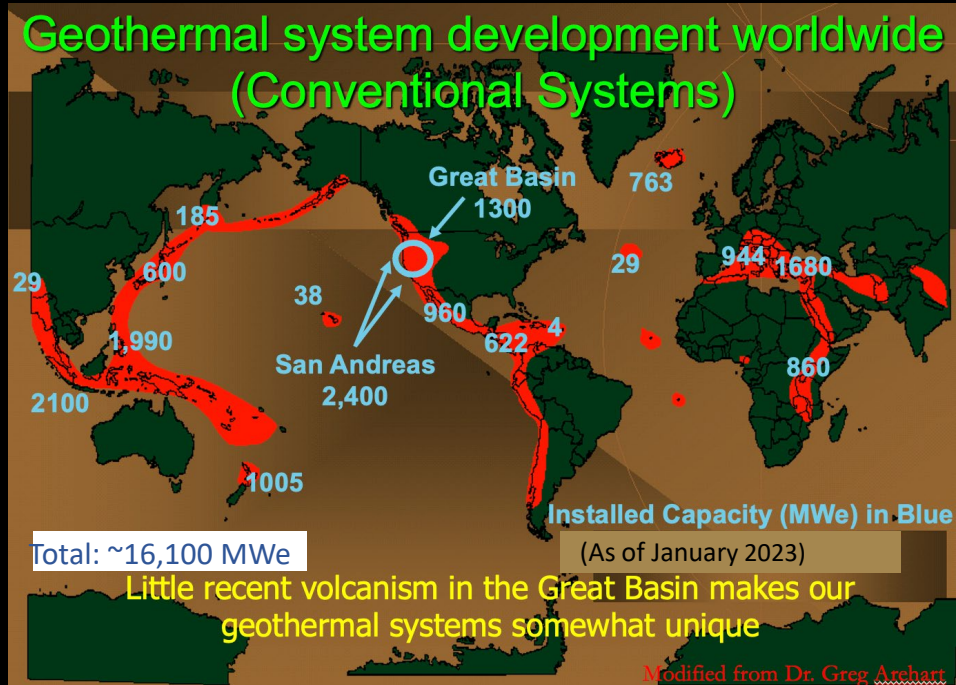 Geothermal system development worldwide
(Conventional Systems)
Great Basin
1300
763
185
29
600
38
960
29
944
1680
1,990
622
4
San Andreas
2,400
860
2100
1005
Installed Capacity (MWe) in Blue
Total: ~16,100 MWe
(As of January 2023)
Little recent volcanism in the Great Basin makes our
geothermal systems somewhat unique
Modified from Dr. Greg Arehart